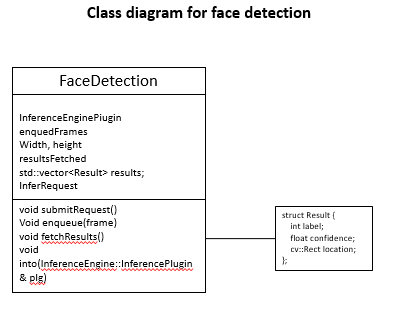 Class diagram for face detection
FaceDetection
InferenceEnginePlugin
enquedFrames
Width, height
resultsFetched
std::vector<Result> results;
InferRequest
void submitRequest()
Void enqueue(frame)
void fetchResults()
void
into(InferenceEngine::InferencePlugin
& plg)
struct Result {
int label;
float confidence;
cv::Rect location;
};